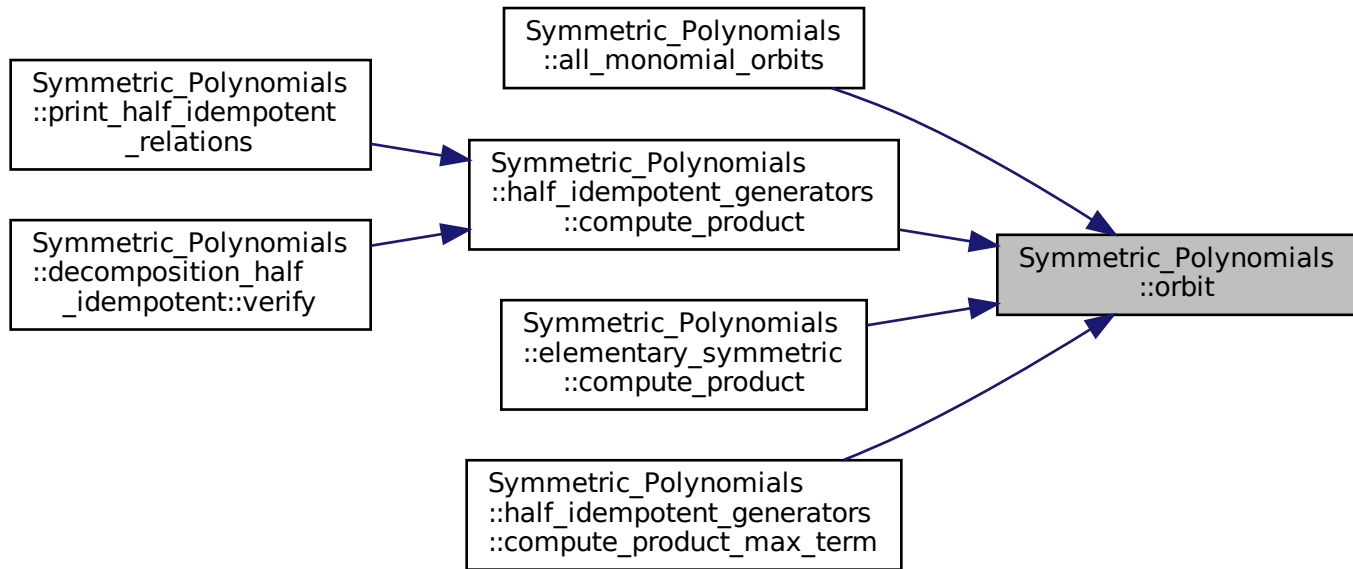 Symmetric_Polynomials
::print_half_idempotent
_relations
Symmetric_Polynomials
::decomposition_half
_idempotent::verify
Symmetric_Polynomials
::all_monomial_orbits
Symmetric_Polynomials
::half_idempotent_generators
::compute_product
Symmetric_Polynomials
::elementary_symmetric
::compute_product
Symmetric_Polynomials
::half_idempotent_generators
::compute_product_max_term
Symmetric_Polynomials
::orbit